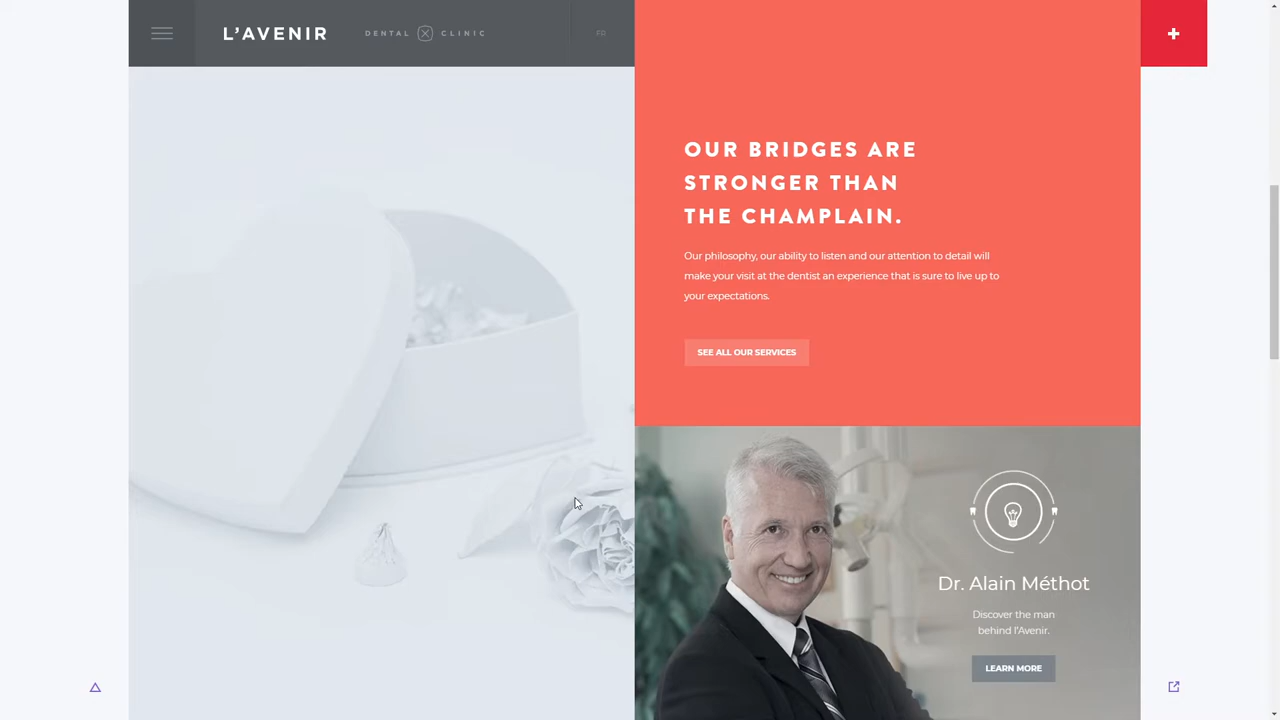 L'AVENIR
DENTAL CLINIC
FR
OUR BRIDGES ARE
STRONGER THAN
THE CHAMPLAIN.
Our philosophy, our ability to listen and our attention to detail will
make your visit at the dentist an experience that is sure to live up to
your expectations.
SEE ALL OUR SERVICES
Dr. Alain Méthot
Discover the man
behind l'Avenir.
LEARN MORE